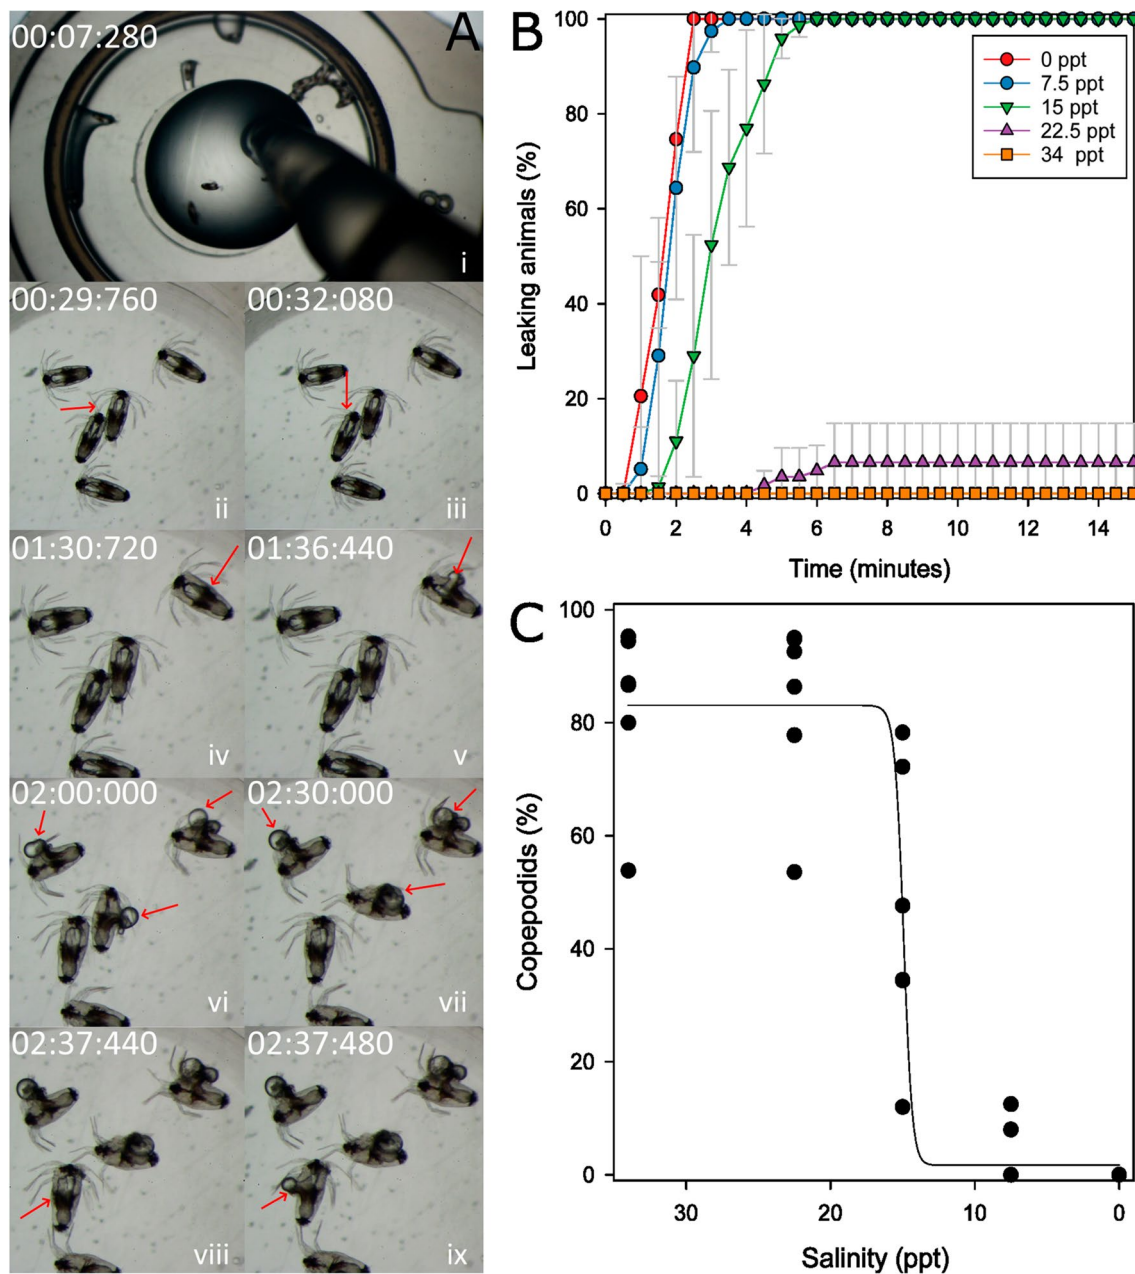 00:07:280
A
i
00:29:760
00:32:080
ii
iii
01:30:720
01:36:440
iv
v
02:00:000
02:30:000
vi
vii
02:37:440
02:37:480
viii
ix
B
100
80
60
40
20
0
Leaking animals (%)
0 ppt
7.5 ppt
15 ppt
22.5 ppt
34 ppt
0 2 4 6 8 10 12 14
Time (minutes)
C
100
80
60
40
20
0
Copepodids (%)
30 20 10 0
Salinity (ppt)